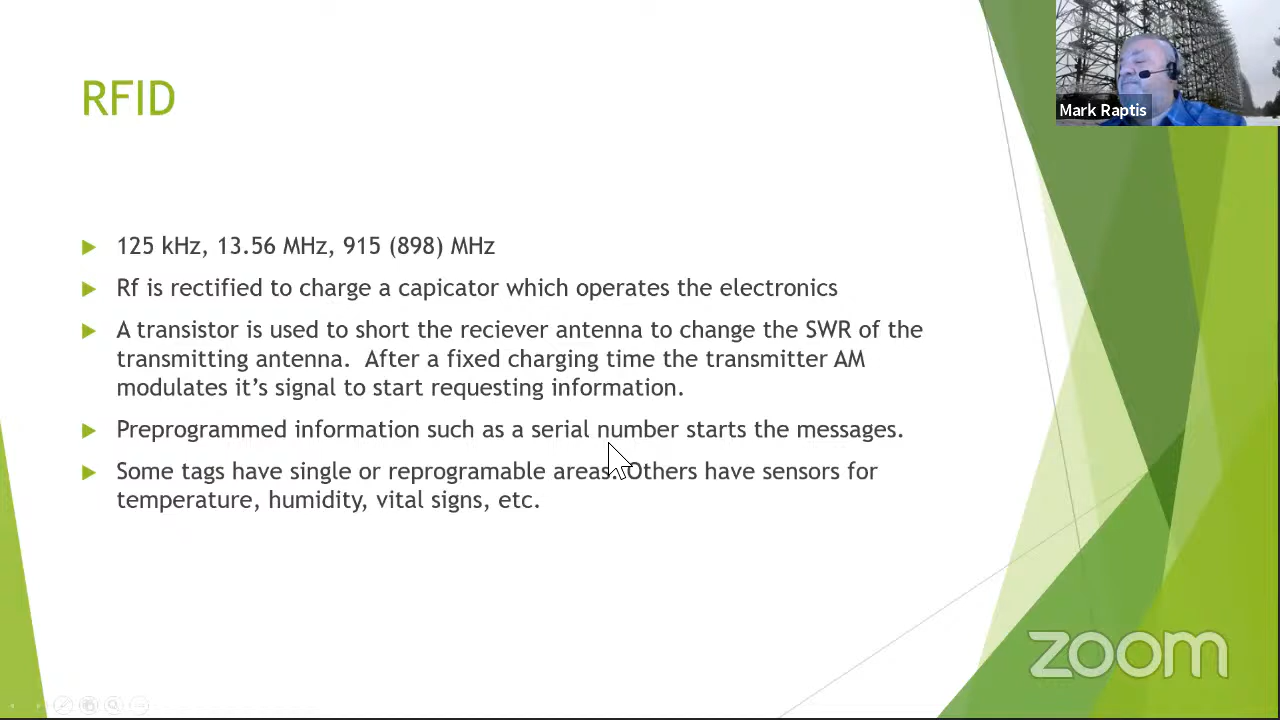 RFID
Mark Raptis
125 kHz, 13.56 MHz, 915 (898) MHz
Rf is rectified to charge a capicator which operates the electronics
A transistor is used to short the reciever antenna to change the SWR of the
transmitting antenna.  After a fixed charging time the transmitter AM
modulates it’s signal to start requesting information.
Preprogrammed information such as a serial number starts the messages.
Some tags have single or reprogramable areas. Others have sensors for
temperature, humidity, vital signs, etc.
zoom